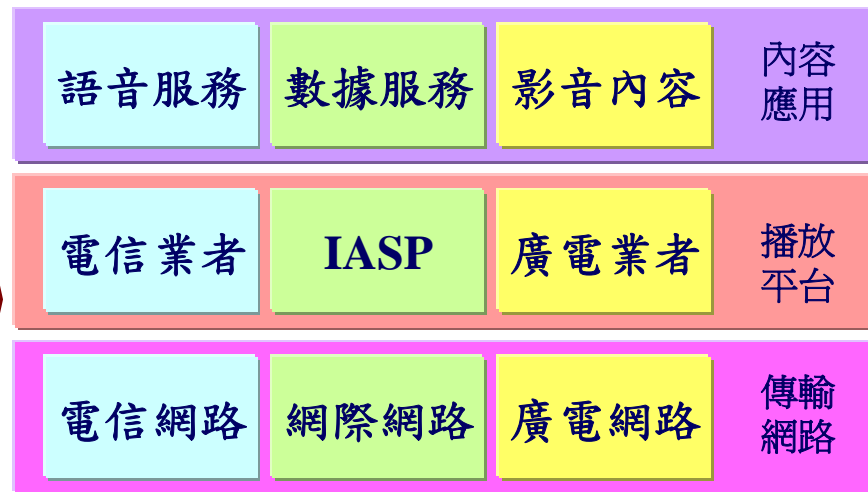 語音服務 數據服務 影音內容 內容
應用
電信業者 IASP 廣電業者 播放
平台
電信網路 網際網路 廣電網路 傳輸
網路